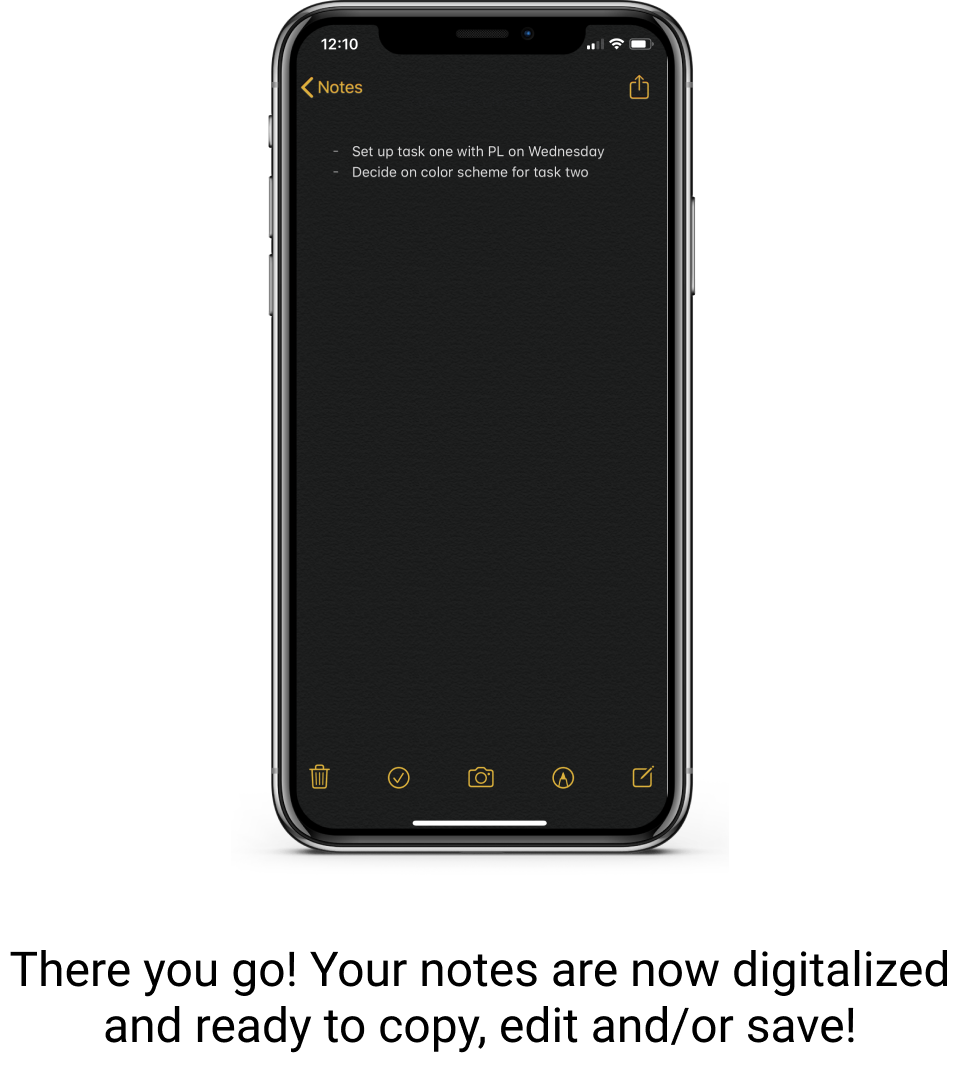 12:10
Notes
- Set up task one with PL on Wednesday
- Decide on color scheme for task two
There you go! Your notes are now digitalized
and ready to copy, edit and/or save!